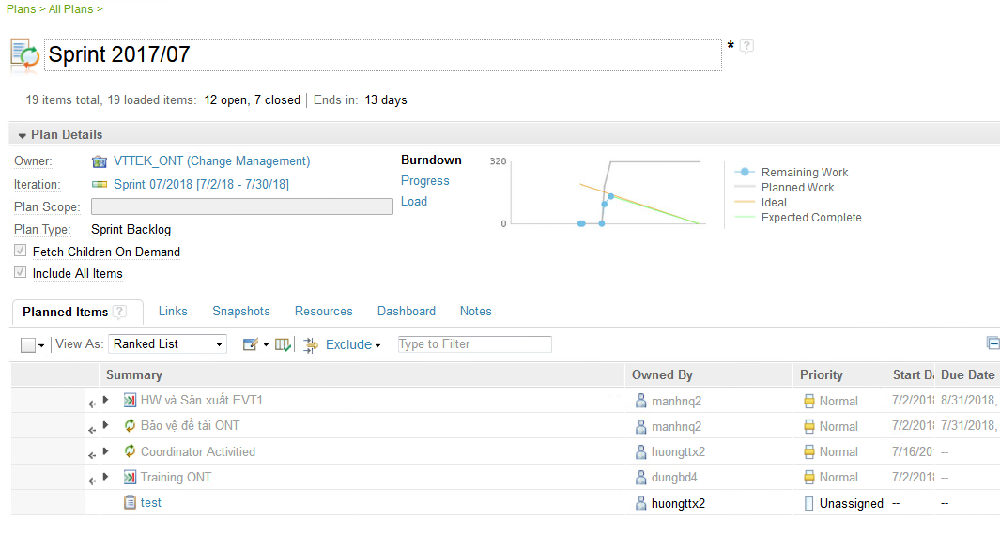 Plans > All Plans >
Sprint 2017/07
* ?
19 items total, 19 loaded items: 12 open, 7 closed | Ends in: 13 days
Plan Details
Owner: VTTEK_ONT (Change Management)
Iteration: Sprint 07/2018 [7/2/18 - 7/30/18]
Plan Scope:
Plan Type: Sprint Backlog
Fetch Children On Demand
Include All Items
Burndown
Progress
Load
320
0
Remaining Work
Planned Work
Ideal
Expected Complete
Planned Items ? Links Snapshots Resources Dashboard Notes
View As: Ranked List Exclude Type to Filter
Summary Owned By Priority Start Da Due Date
HW và Sản xuất EVT1 manhnq2 Normal 7/2/2018 8/31/2018,
Bảo vệ đề tài ONT manhnq2 Normal 7/2/2018 7/31/2018,
Coordinator Activitied huongttx2 Normal 7/16/20 --
Training ONT dungbd4 Normal 7/2/2018 --
test huongttx2 Unassigned -- --